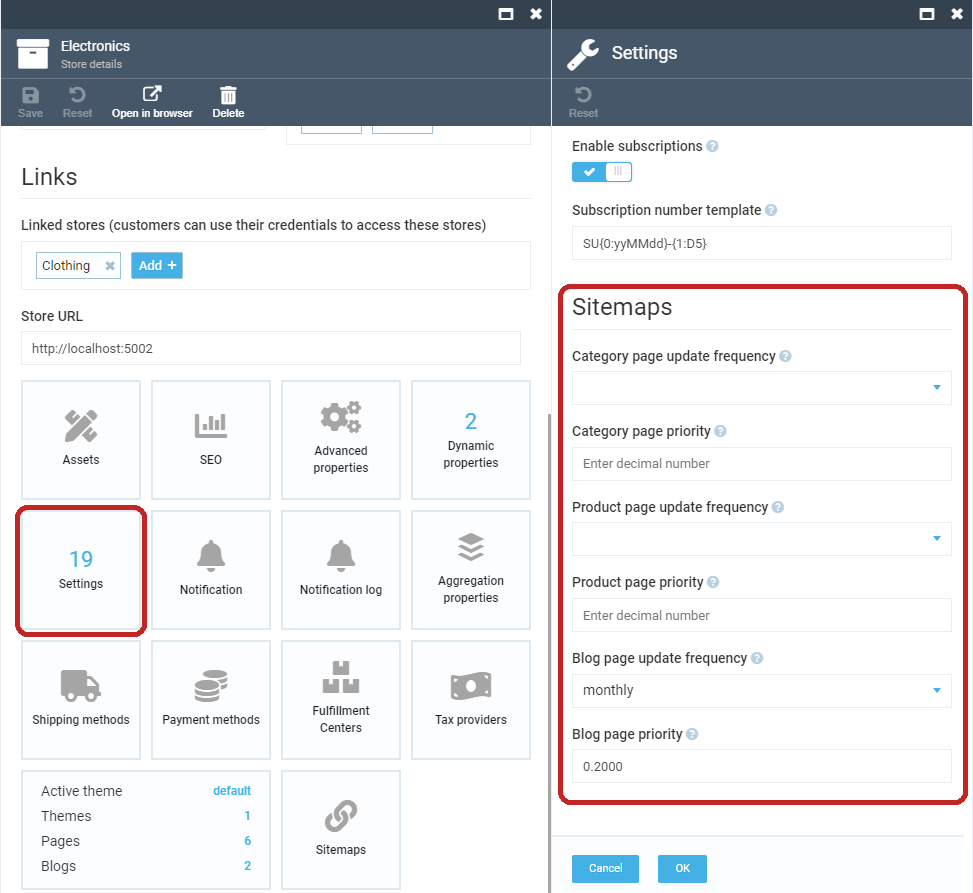 Electronics
Store details
Save
Reset
Open in browser
Delete
Links
Linked stores (customers can use their credentials to access these stores)
Clothing
Add +
Store URL
http://localhost:5002
Assets
SEO
Advanced
properties
2
Dynamic
properties
19
Settings
Notification
Notification log
Aggregation
properties
Shipping methods
Payment methods
Fulfillment
Centers
Tax providers
Active theme default
Themes 1
Pages 6
Blogs 2
Sitemaps
Settings
Reset
Enable subscriptions ?
Subscription number template ?
SU{0:yyMMdd}-{1:D5}
Sitemaps
Category page update frequency ?
Category page priority ?
Enter decimal number
Product page update frequency ?
Product page priority ?
Enter decimal number
Blog page update frequency ?
monthly
Blog page priority ?
0.2000
Cancel
OK